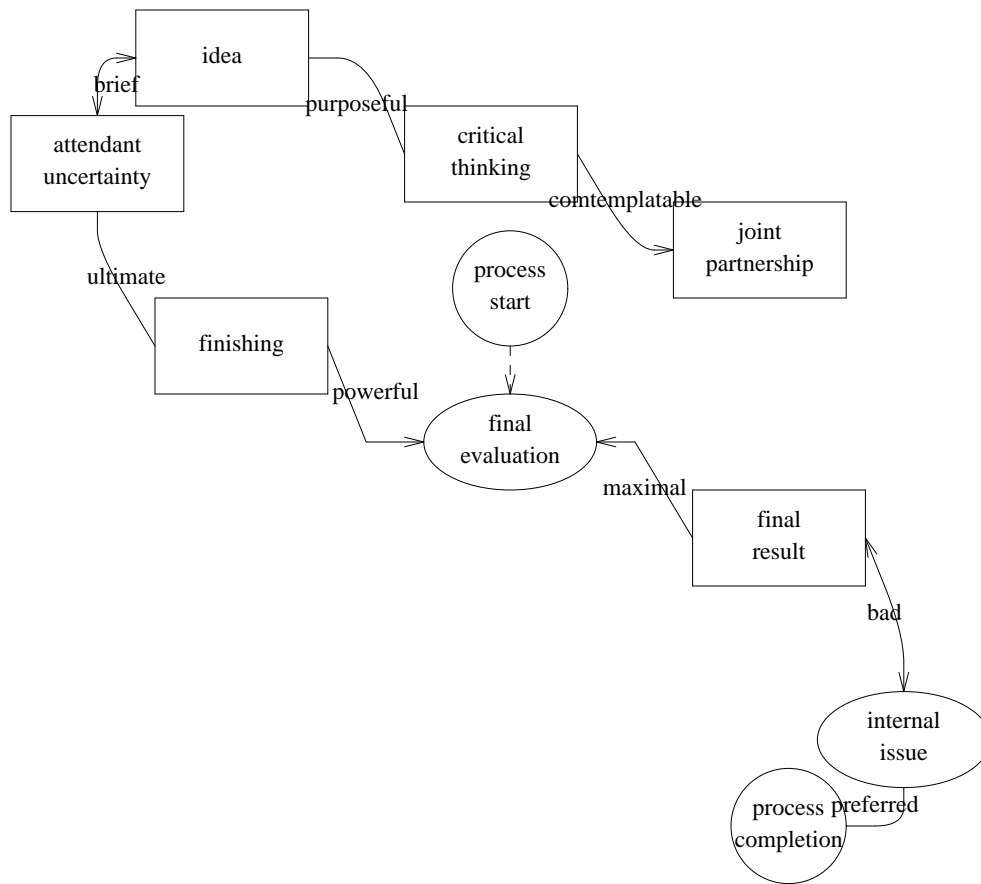 idea
brief
purposeful
attendant
uncertainty
critical
thinking
comtemplatable
joint
partnership
process
start
ultimate
finishing
powerful
final
evaluation
maximal
final
result
bad
internal
issue
preferred
process
completion